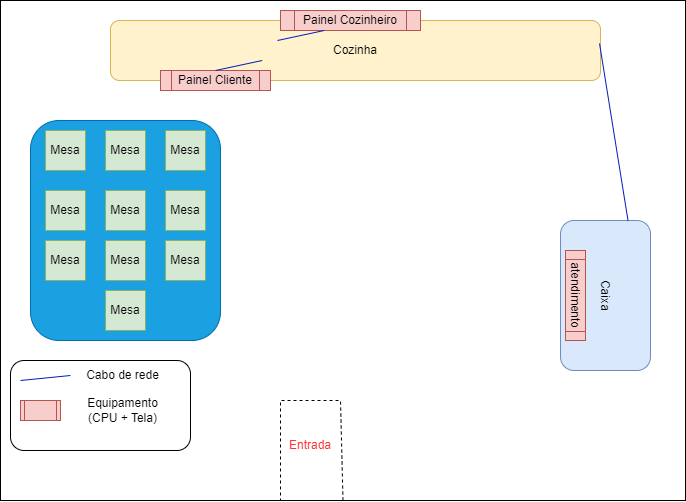 Painel Cozinheiro
Cozinha
Painel Cliente
Mesa Mesa Mesa
Mesa Mesa Mesa
Mesa Mesa Mesa
Mesa
atendimento
Caixa
Cabo de rede
Equipamento
(CPU + Tela)
Entrada